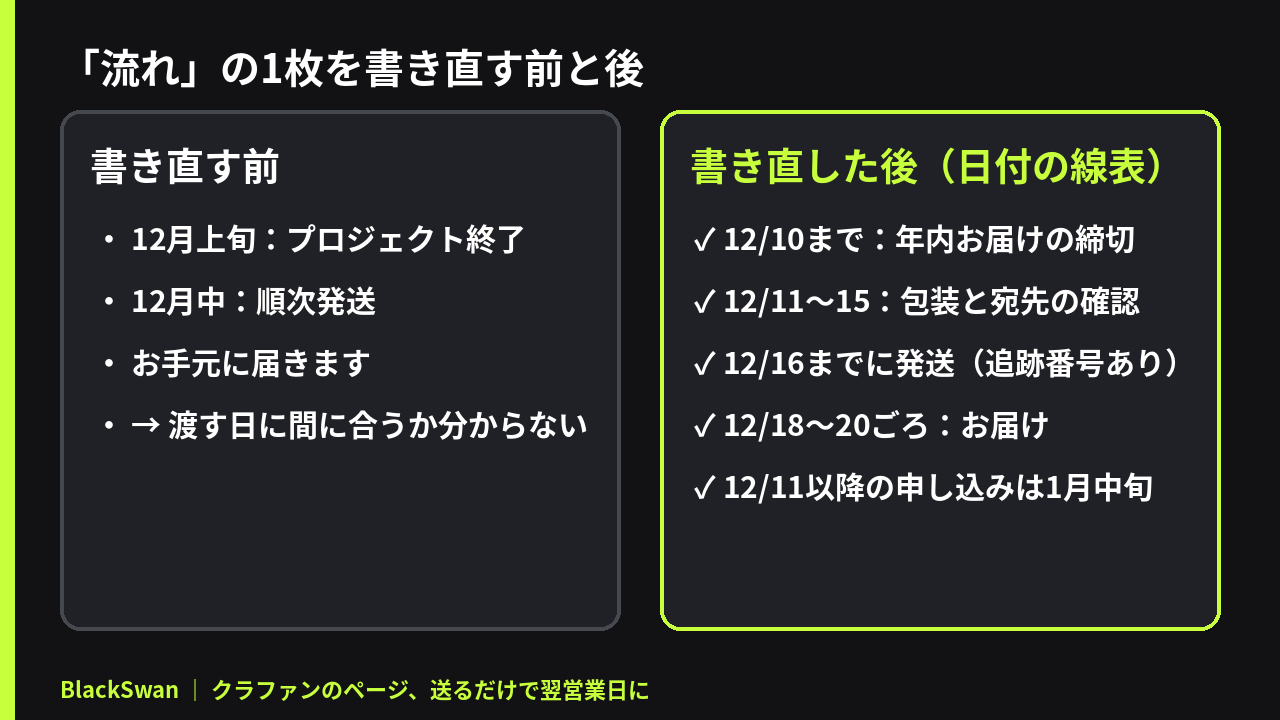 「流れ」の1枚を書き直す前と後
書き直す前
・ 12月上旬：プロジェクト終了
・ 12月中：順次発送
・ お手元に届きます
・ → 渡す日に間に合うか分からない
書き直した後（日付の線表）
✓ 12/10まで：年内お届けの締切
✓ 12/11〜15：包装と宛先の確認
✓ 12/16までに発送（追跡番号あり）
✓ 12/18〜20ごろ：お届け
✓ 12/11以降の申し込みは1月中旬
BlackSwan ｜ クラファンのページ、送るだけで翌営業日に